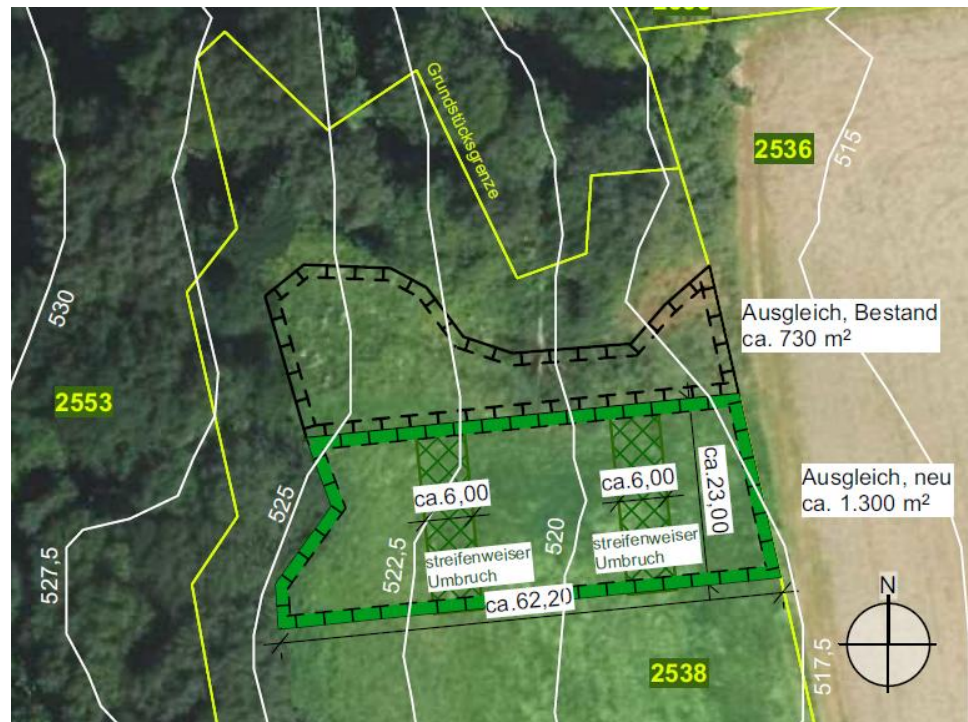 Grundstücksgrenze
2536
515
530
Ausgleich, Bestand
ca. 730 m²
2553
525
ca.6,00
ca.6,00
ca.23,00
Ausgleich, neu
ca. 1.300 m²
527,5
522,5
streifenweiser
Umbruch
520
streifenweiser
Umbruch
ca.62,20
N
2538
517,5